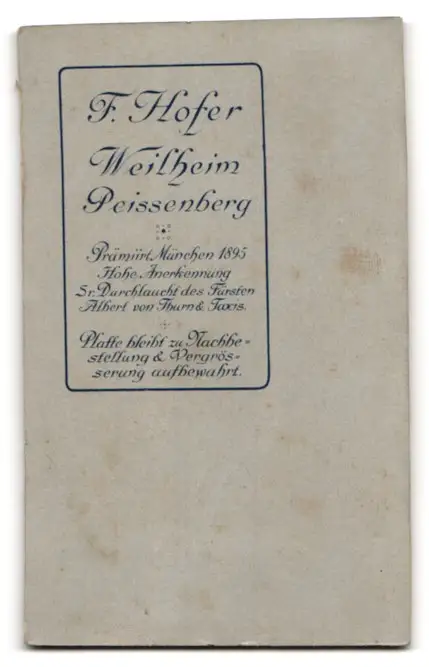 F. Hofer
Weilheim
Peissenberg
Prämiirt München 1895
Hohe Anerkennung
Sr. Durchlaucht des Fürsten
Albert von Thurn & Taxis.
Platte bleibt zu Nachbe=
stellung & Vergrös=
serung aufbewahrt.